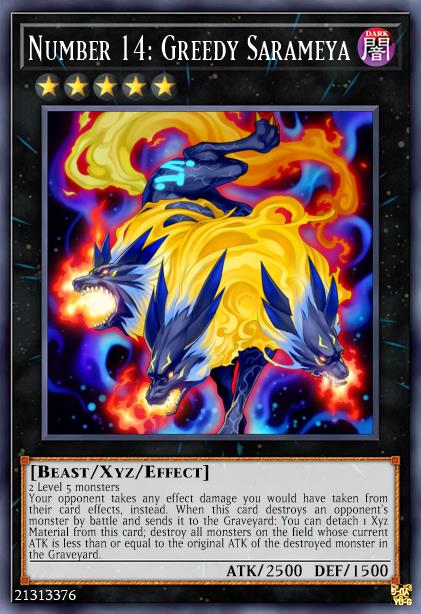 NUMBER 14: GREEDY SARAMEYA
DARK
闇
14
[BEAST/XYZ/EFFECT]
2 Level 5 monsters
Your opponent takes any effect damage you would have taken from
their card effects, instead. When this card destroys an opponent's
monster by battle and sends it to the Graveyard: You can detach 1 Xyz
Material from this card; destroy all monsters on the field whose current
ATK is less than or equal to the original ATK of the destroyed monster in
the Graveyard.
ATK/2500 DEF/1500
21313376